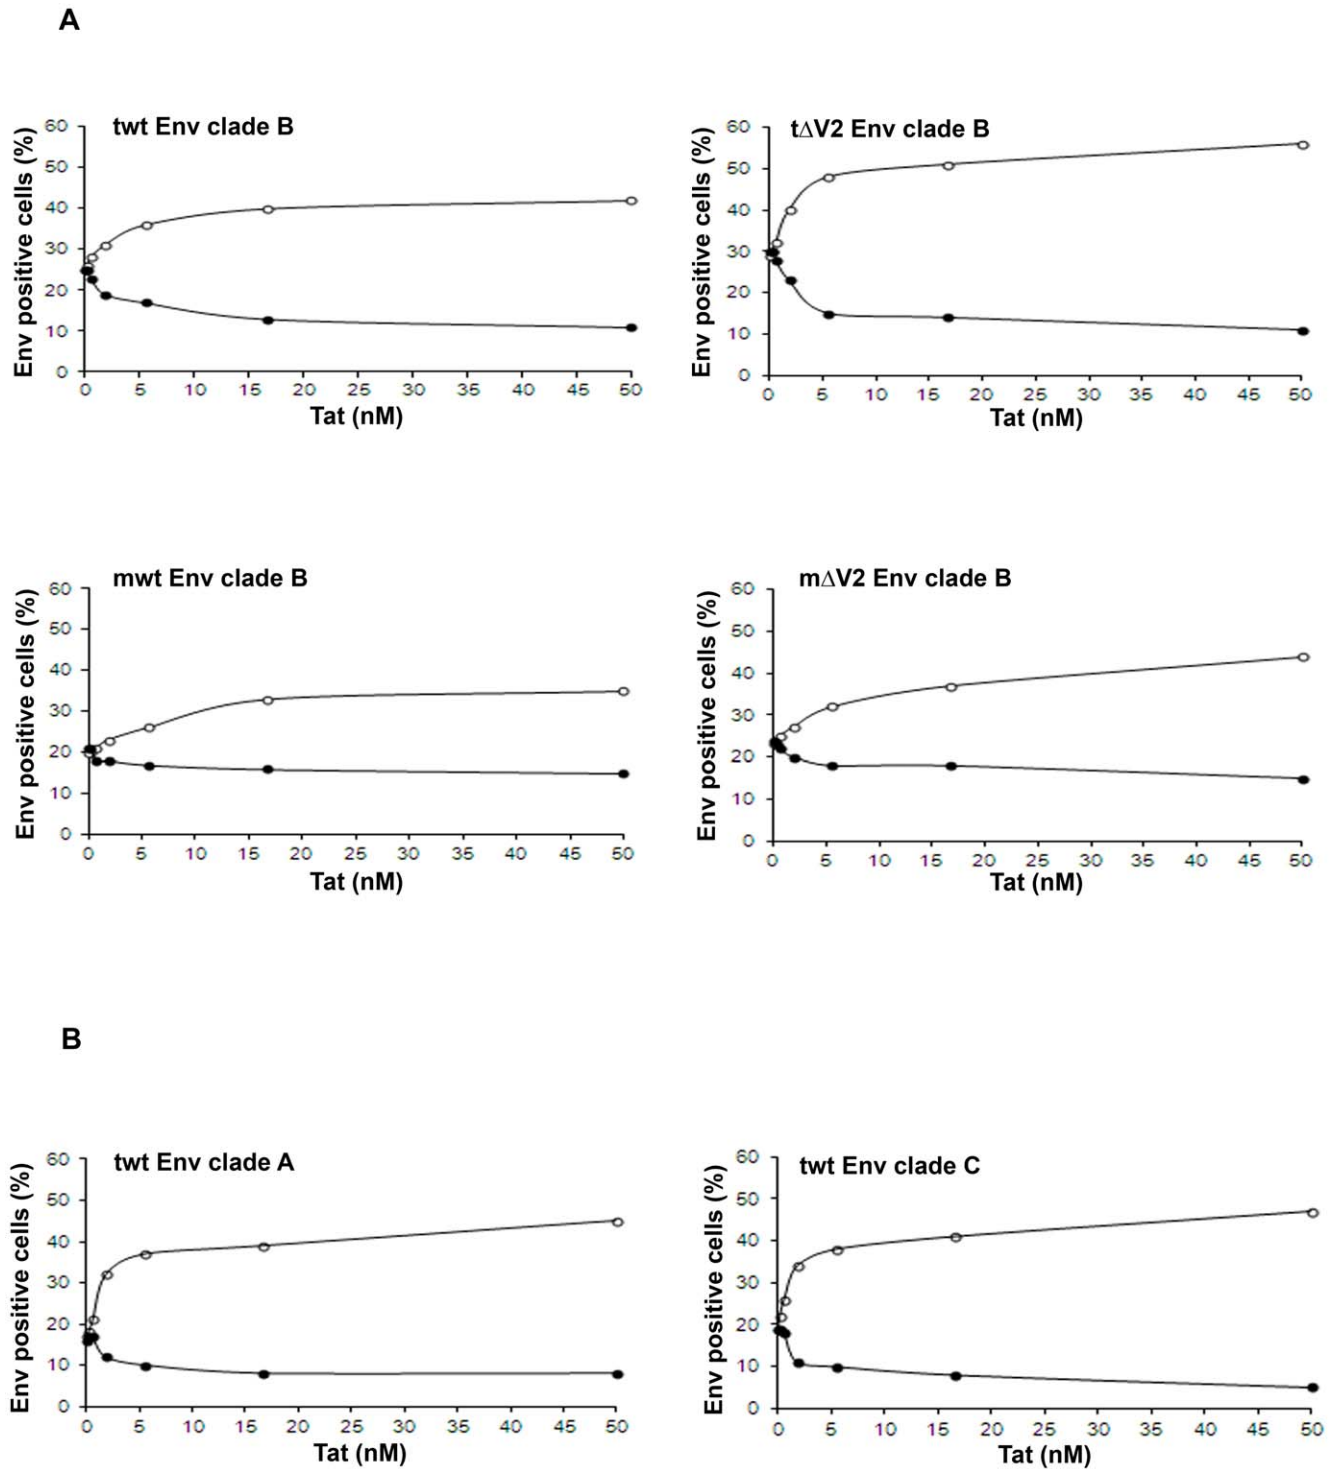 A
twt Env clade B
Env positive cells (%)
60
50
40
30
20
10
0
0 5 10 15 20 25 30 35 40 45 50
Tat (nM)
t∆V2 Env clade B
Env positive cells (%)
60
50
40
30
20
10
0
0 5 10 15 20 25 30 35 40 45 50
Tat (nM)
mwt Env clade B
Env positive cells (%)
60
50
40
30
20
10
0
0 5 10 15 20 25 30 35 40 45 50
Tat (nM)
m∆V2 Env clade B
Env positive cells (%)
60
50
40
30
20
10
0
0 5 10 15 20 25 30 35 40 45 50
Tat (nM)
B
twt Env clade A
Env positive cells (%)
60
50
40
30
20
10
0
0 5 10 15 20 25 30 35 40 45 50
Tat (nM)
twt Env clade C
Env positive cells (%)
60
50
40
30
20
10
0
0 5 10 15 20 25 30 35 40 45 50
Tat (nM)